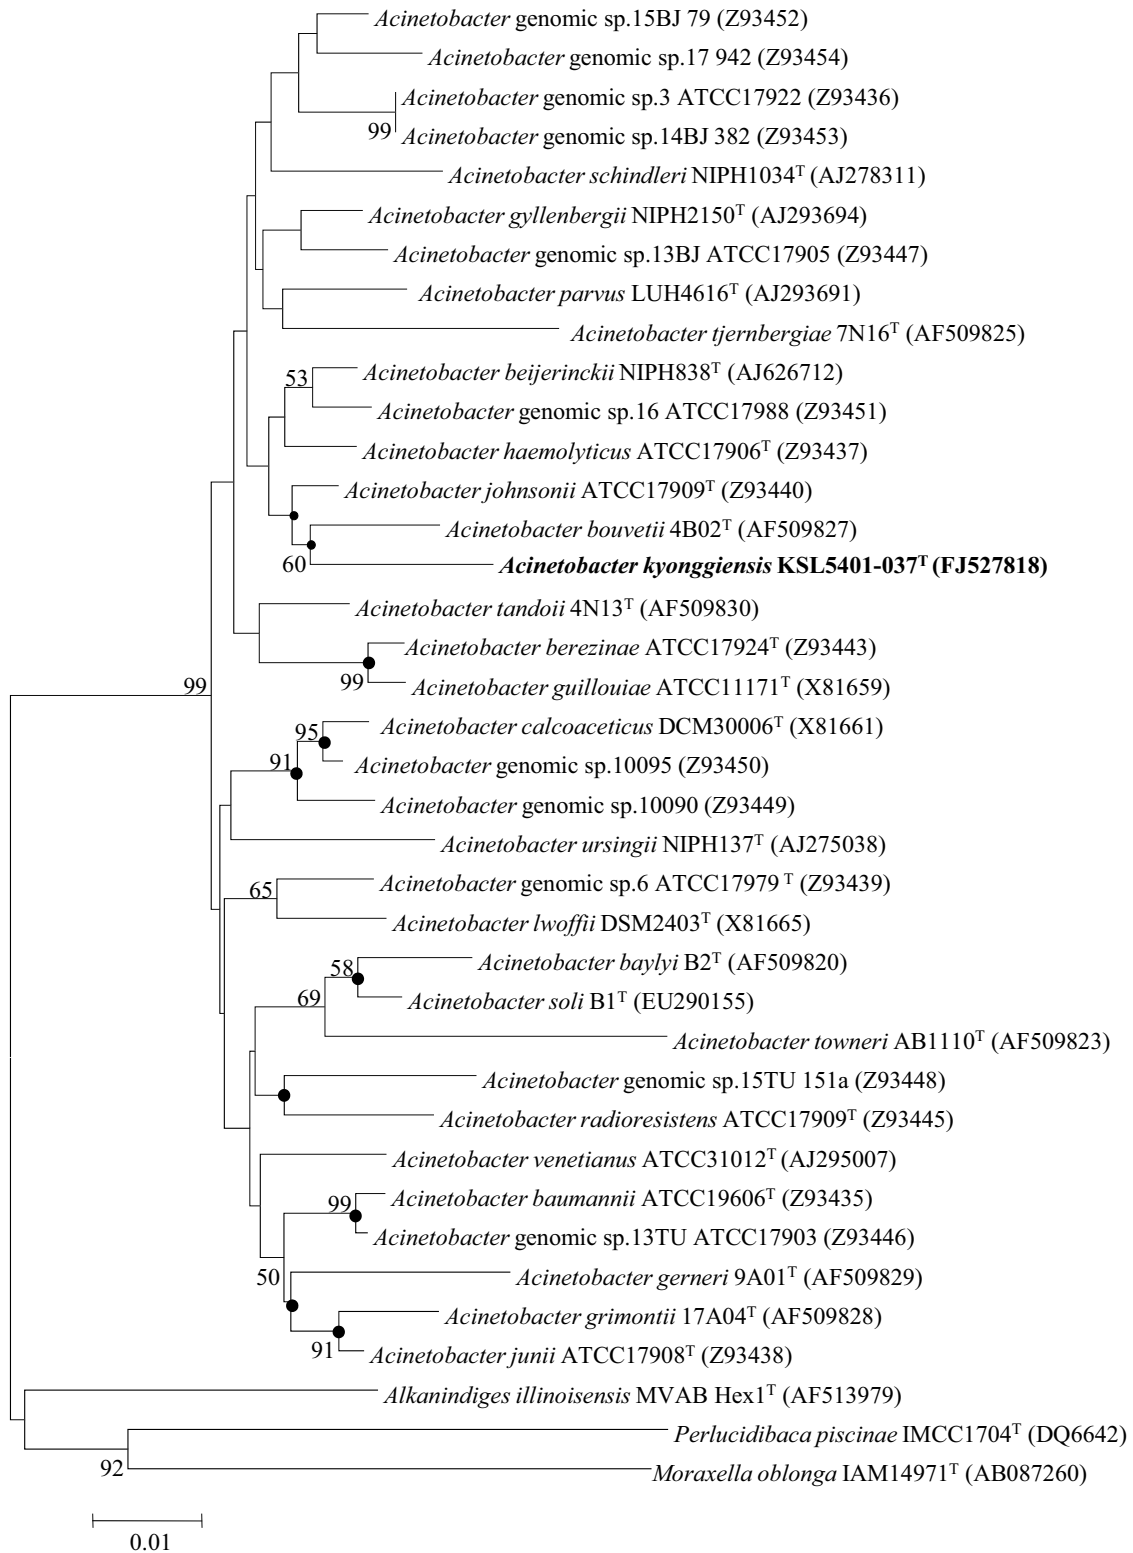 Acinetobacter genomic sp.15BJ 79 (Z93452)
Acinetobacter genomic sp.17 942 (Z93454)
Acinetobacter genomic sp.3 ATCC17922 (Z93436)
99
Acinetobacter genomic sp.14BJ 382 (Z93453)
Acinetobacter schindleri NIPH1034ᵀ (AJ278311)
Acinetobacter gyllenbergii NIPH2150ᵀ (AJ293694)
Acinetobacter genomic sp.13BJ ATCC17905 (Z93447)
Acinetobacter parvus LUH4616ᵀ (AJ293691)
Acinetobacter tjernbergiae 7N16ᵀ (AF509825)
53
Acinetobacter beijerinckii NIPH838ᵀ (AJ626712)
Acinetobacter genomic sp.16 ATCC17988 (Z93451)
Acinetobacter haemolyticus ATCC17906ᵀ (Z93437)
Acinetobacter johnsonii ATCC17909ᵀ (Z93440)
Acinetobacter bouvetii 4B02ᵀ (AF509827)
60
Acinetobacter kyonggiensis KSL5401-037ᵀ (FJ527818)
Acinetobacter tandoii 4N13ᵀ (AF509830)
Acinetobacter berezinae ATCC17924ᵀ (Z93443)
99
99
Acinetobacter guillouiae ATCC11171ᵀ (X81659)
95
Acinetobacter calcoaceticus DCM30006ᵀ (X81661)
91
Acinetobacter genomic sp.10095 (Z93450)
Acinetobacter genomic sp.10090 (Z93449)
Acinetobacter ursingii NIPH137ᵀ (AJ275038)
65
Acinetobacter genomic sp.6 ATCC17979 ᵀ (Z93439)
Acinetobacter lwoffii DSM2403ᵀ (X81665)
58
Acinetobacter baylyi B2ᵀ (AF509820)
69
Acinetobacter soli B1ᵀ (EU290155)
Acinetobacter towneri AB1110ᵀ (AF509823)
Acinetobacter genomic sp.15TU 151a (Z93448)
Acinetobacter radioresistens ATCC17909ᵀ (Z93445)
Acinetobacter venetianus ATCC31012ᵀ (AJ295007)
99
Acinetobacter baumannii ATCC19606ᵀ (Z93435)
Acinetobacter genomic sp.13TU ATCC17903 (Z93446)
50
Acinetobacter gerneri 9A01ᵀ (AF509829)
Acinetobacter grimontii 17A04ᵀ (AF509828)
91
Acinetobacter junii ATCC17908ᵀ (Z93438)
Alkanindiges illinoisensis MVAB Hex1ᵀ (AF513979)
Perlucidibaca piscinae IMCC1704ᵀ (DQ6642)
92
Moraxella oblonga IAM14971ᵀ (AB087260)
0.01